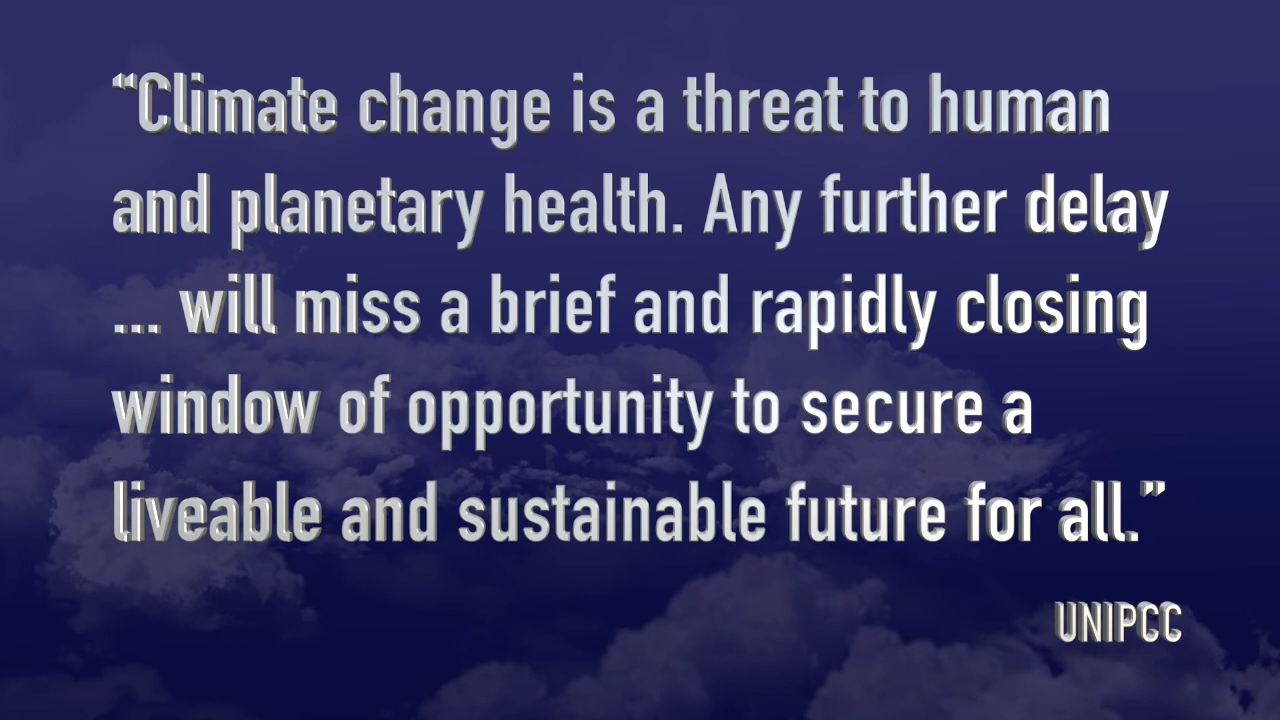 “Climate change is a threat to human
and planetary health. Any further delay
... will miss a brief and rapidly closing
window of opportunity to secure a
liveable and sustainable future for all.”
UNIPCC